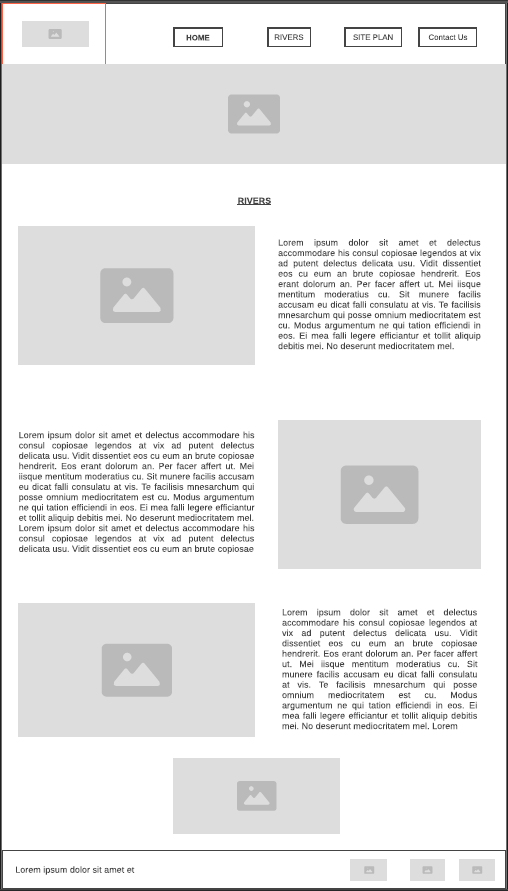 HOME RIVERS SITE PLAN Contact Us
RIVERS
Lorem ipsum dolor sit amet et delectus
accommodare his consul copiosae legendos at vix
ad putent delectus delicata usu. Vidit dissentiet
eos cu eum an brute copiosae hendrerit. Eos
erant dolorum an. Per facer affert ut. Mei iisque
mentitum moderatius cu. Sit munere facilis
accusam eu dicat falli consulatu at vis. Te facilisis
mnesarchum qui posse omnium mediocritatem est
cu. Modus argumentum ne qui tation efficiendi in
eos. Ei mea falli legere efficiantur et tollit aliquip
debitis mei. No deserunt mediocritatem mel.
Lorem ipsum dolor sit amet et delectus accommodare his
consul copiosae legendos at vix ad putent delectus
delicata usu. Vidit dissentiet eos cu eum an brute copiosae
hendrerit. Eos erant dolorum an. Per facer affert ut. Mei
iisque mentitum moderatius cu. Sit munere facilis accusam
eu dicat falli consulatu at vis. Te facilisis mnesarchum qui
posse omnium mediocritatem est cu. Modus argumentum
ne qui tation efficiendi in eos. Ei mea falli legere efficiantur
et tollit aliquip debitis mei. No deserunt mediocritatem mel.
Lorem ipsum dolor sit amet et delectus accommodare his
consul copiosae legendos at vix ad putent delectus
delicata usu. Vidit dissentiet eos cu eum an brute copiosae
Lorem ipsum dolor sit amet et delectus
accommodare his consul copiosae legendos at
vix ad putent delectus delicata usu. Vidit
dissentiet eos cu eum an brute copiosae
hendrerit. Eos erant dolorum an. Per facer affert
ut. Mei iisque mentitum moderatius cu. Sit
munere facilis accusam eu dicat falli consulatu
at vis. Te facilisis mnesarchum qui posse
omnium mediocritatem est cu. Modus
argumentum ne qui tation efficiendi in eos. Ei
mea falli legere efficiantur et tollit aliquip debitis
mei. No deserunt mediocritatem mel. Lorem
Lorem ipsum dolor sit amet et